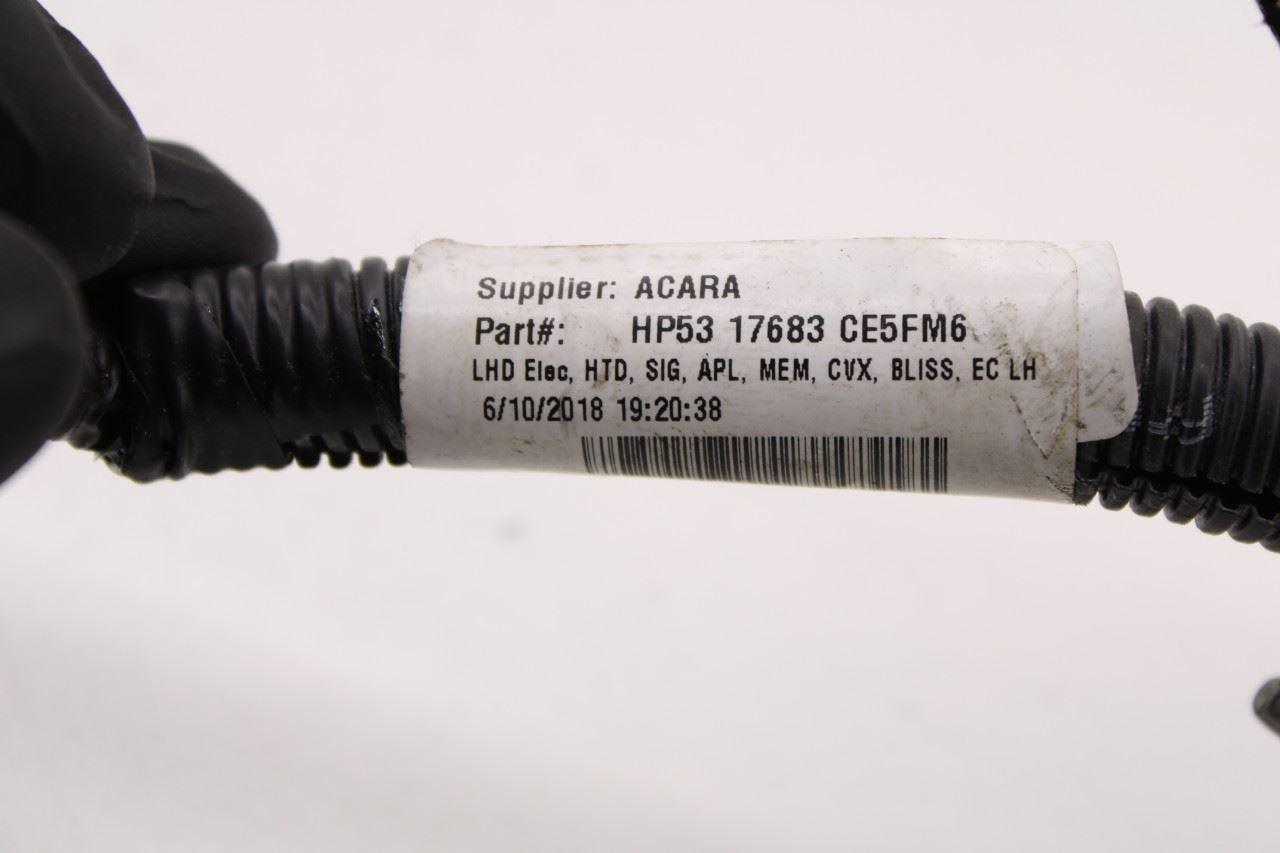 Supplier: ACARA
Part#: HP53 17683 CE5FM6
LHD Elec, HTD, SIG, APL, MEM, CVX, BLISS, EC LH
6/10/2018 19:20:38